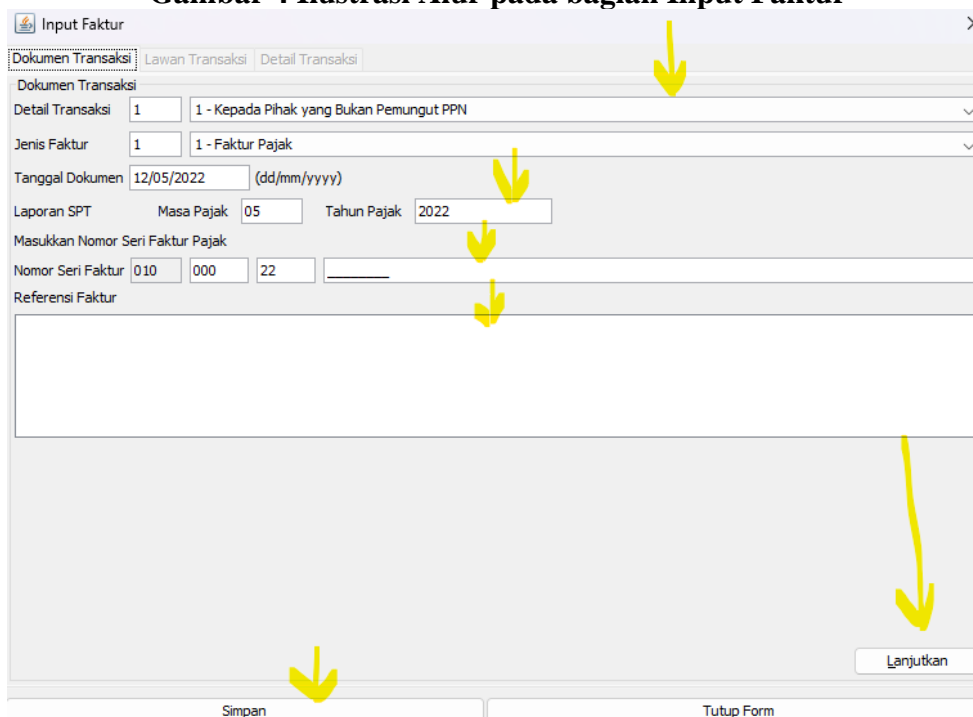 Gambar 4 Ilustrasi Alur pada bagian Input Faktur
Input Faktur
Dokumen Transaksi Lawan Transaksi Detail Transaksi
Dokumen Transaksi
Detail Transaksi 1 1 - Kepada Pihak yang Bukan Pemungut PPN
Jenis Faktur 1 1 - Faktur Pajak
Tanggal Dokumen 12/05/2022 (dd/mm/yyyy)
Laporan SPT Masa Pajak 05 Tahun Pajak 2022
Masukkan Nomor Seri Faktur Pajak
Nomor Seri Faktur 010 000 22 ________
Referensi Faktur
Lanjutkan
Simpan Tutup Form